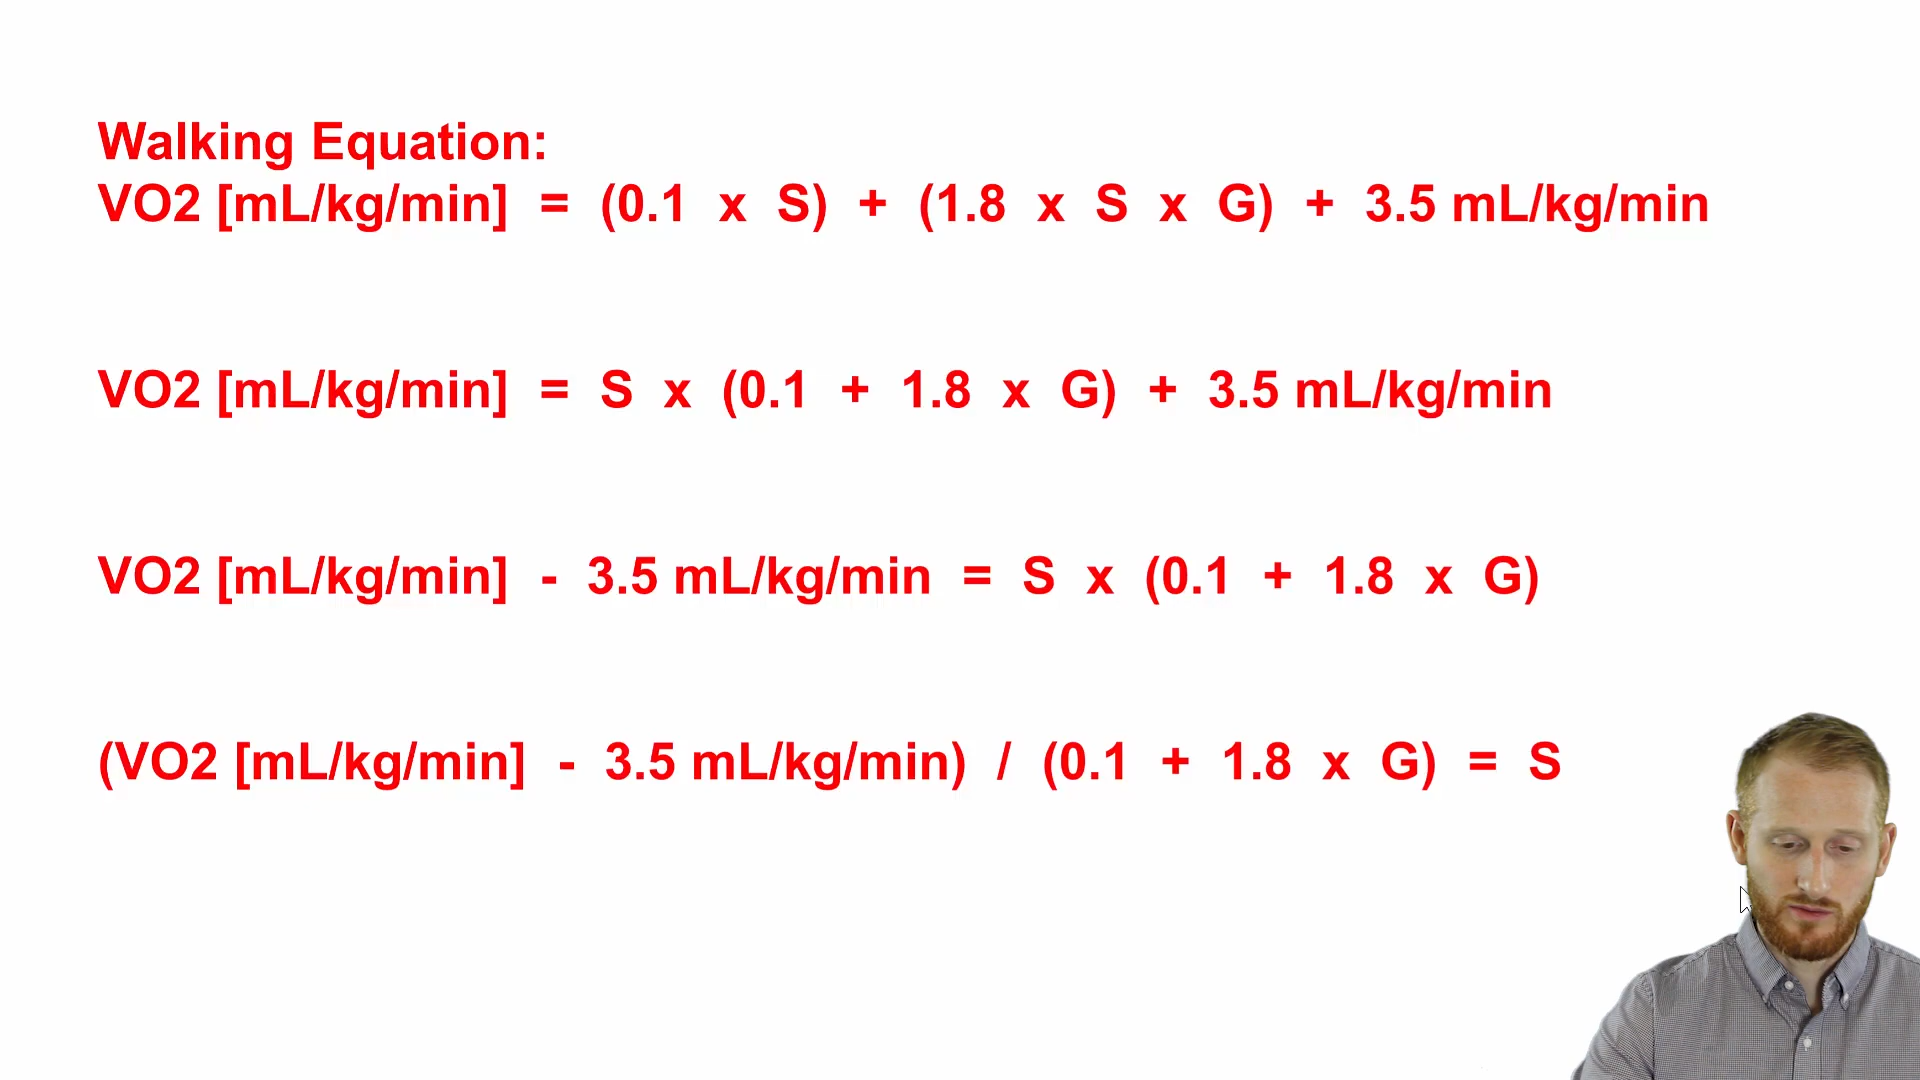 Walking Equation:
VO2 [mL/kg/min] = (0.1 x S) + (1.8 x S x G) + 3.5 mL/kg/min
VO2 [mL/kg/min] = S x (0.1 + 1.8 x G) + 3.5 mL/kg/min
VO2 [mL/kg/min] - 3.5 mL/kg/min = S x (0.1 + 1.8 x G)
(VO2 [mL/kg/min] - 3.5 mL/kg/min) / (0.1 + 1.8 x G) = S